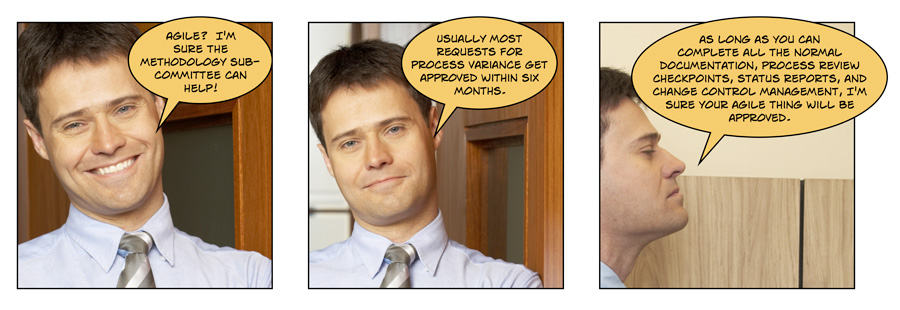 AGILE? I'M
SURE THE
METHODOLOGY SUB-
COMMITTEE CAN
HELP!
USUALLY MOST
REQUESTS FOR
PROCESS VARIANCE GET
APPROVED WITHIN SIX
MONTHS.
AS LONG AS YOU CAN
COMPLETE ALL THE NORMAL
DOCUMENTATION, PROCESS REVIEW
CHECKPOINTS, STATUS REPORTS, AND
CHANGE CONTROL MANAGEMENT, I'M
SURE YOUR AGILE THING WILL BE
APPROVED.